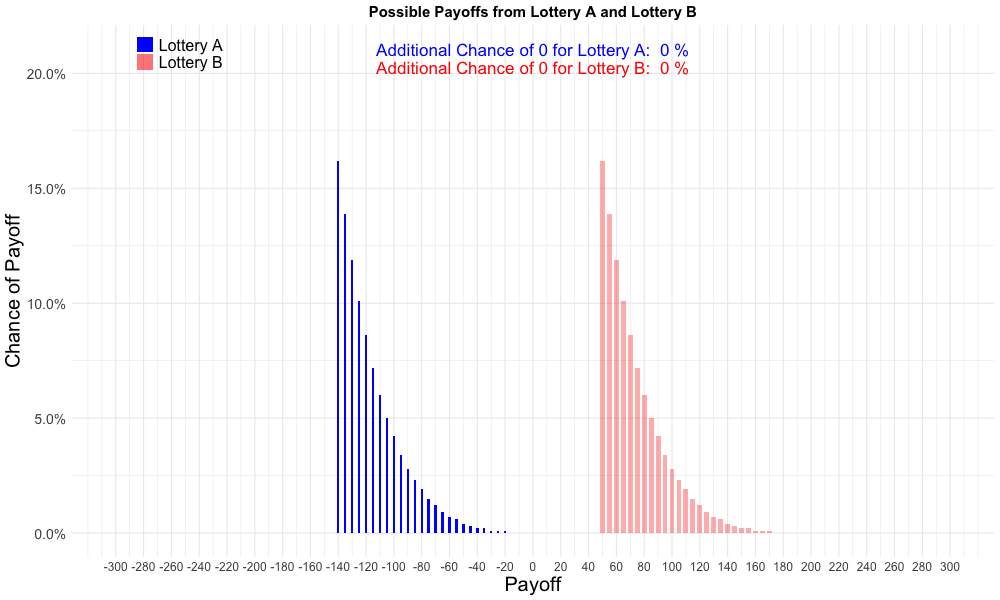 Possible Payoffs from Lottery A and Lottery B
Lottery A
Lottery B
Additional Chance of 0 for Lottery A: 0 %
Additional Chance of 0 for Lottery B: 0 %
Chance of Payoff
20.0%
15.0%
10.0%
5.0%
0.0%
-300 -280 -260 -240 -220 -200 -180 -160 -140 -120 -100 -80 -60 -40 -20 0 20 40 60 80 100 120 140 160 180 200 220 240 260 280 300
Payoff